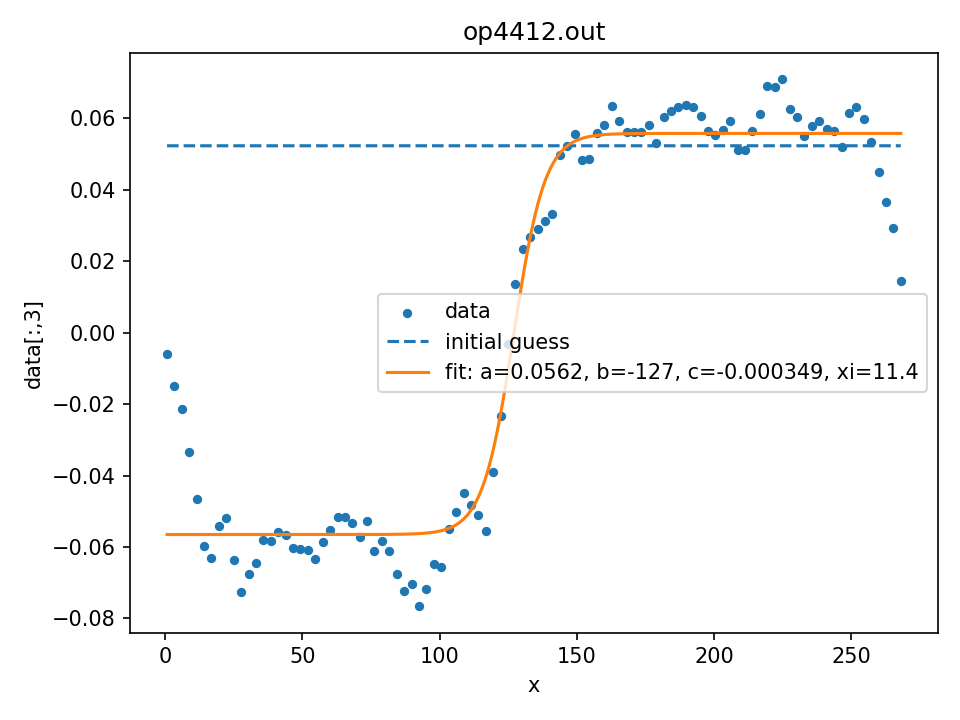 op4412.out
0.06
0.04
0.02
0.00
−0.02
−0.04
−0.06
−0.08
data[:,3]
data
initial guess
fit: a=0.0562, b=-127, c=-0.000349, xi=11.4
0 50 100 150 200 250
x